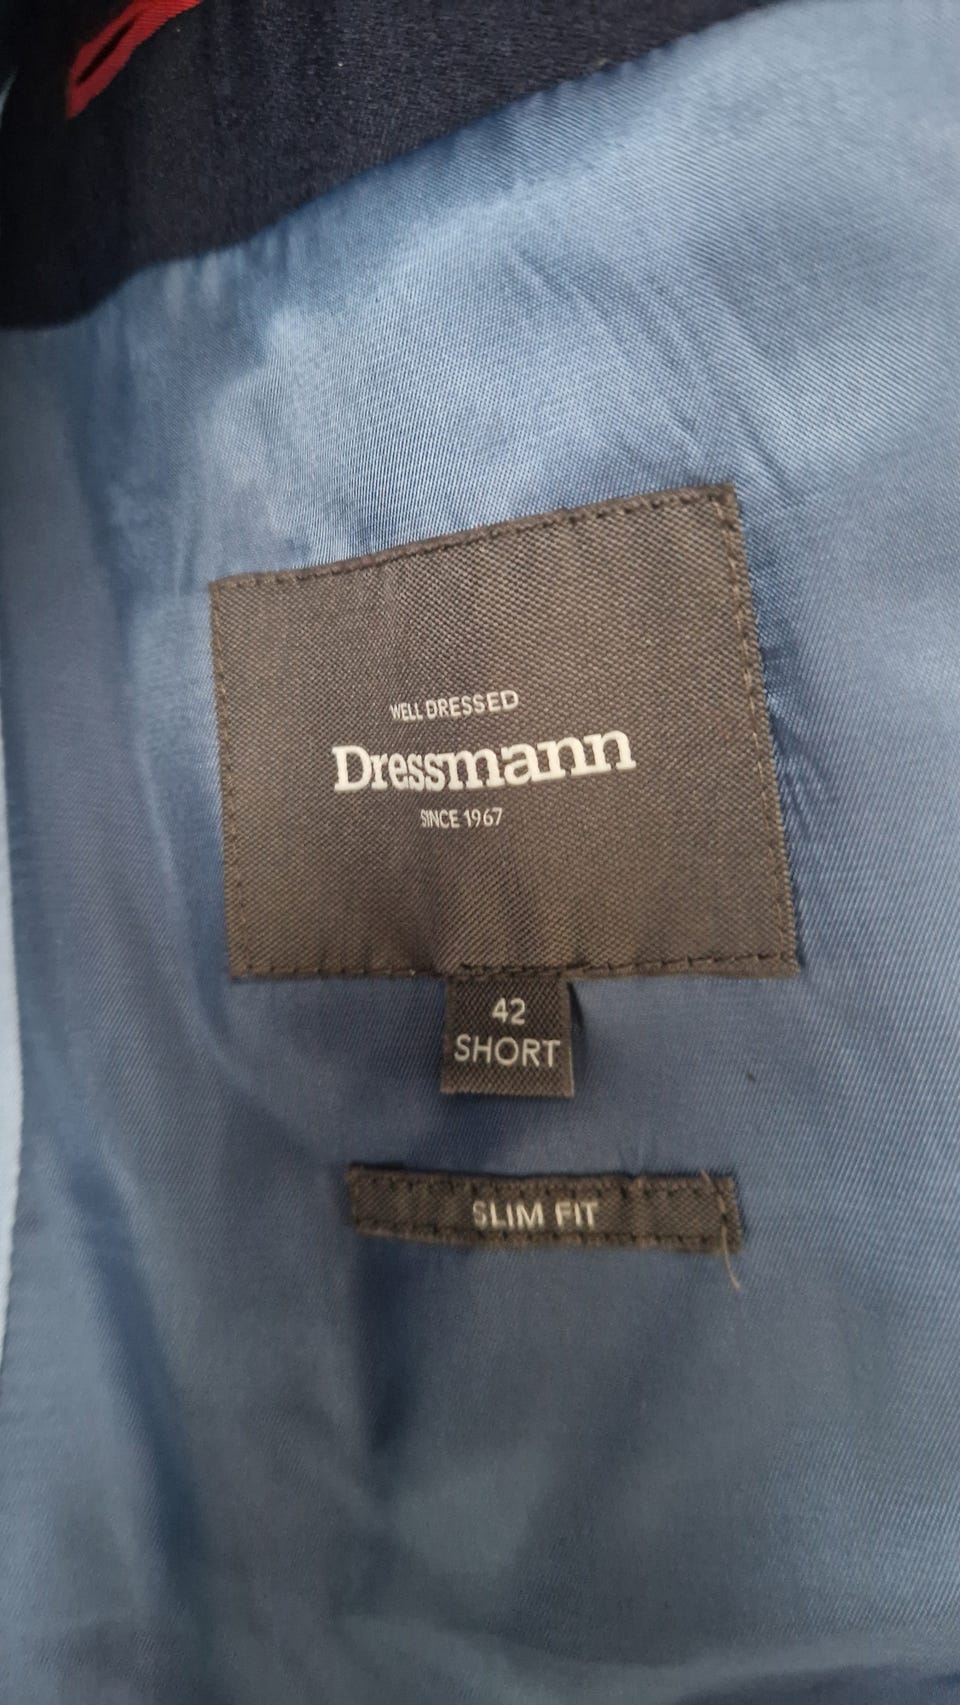 WELL DRESSED
Dressmann
SINCE 1967
42
SHORT
SLIM FIT